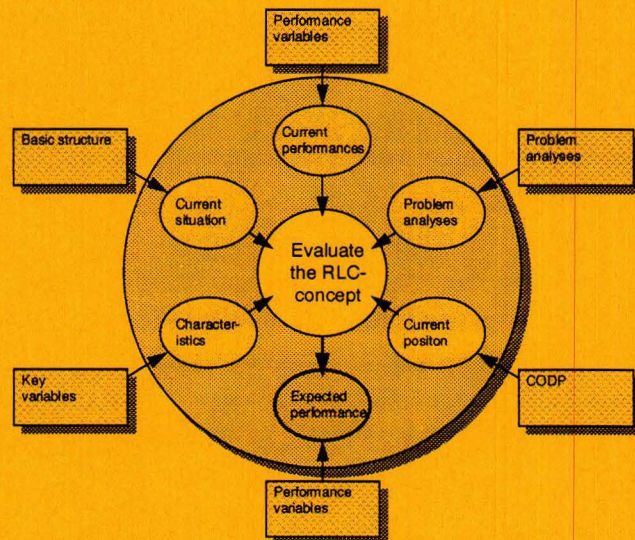 Performance
variables
Current
performances
Basic structure
Problem
analyses
Current
situation
Problem
analyses
Evaluate
the RLC-
concept
Character-
istics
Current
positon
Key
variables
CODP
Expected
performance
Performance
variables